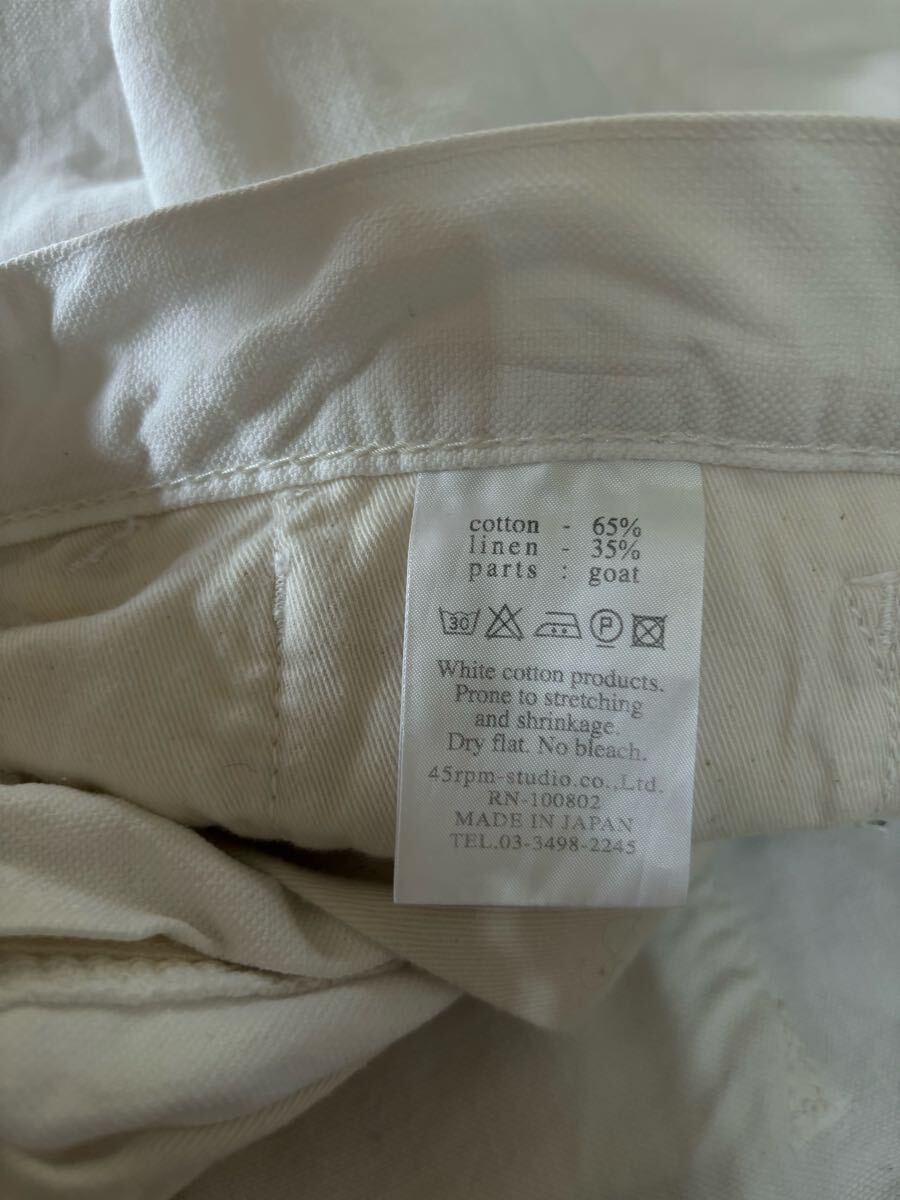 cotton - 65%
linen - 35%
parts : goat
30 P
White cotton products.
Prone to stretching
and shrinkage.
Dry flat. No bleach.
45rpm-studio.co.,Ltd.
RN-100802
MADE IN JAPAN
TEL.03-3498-2245